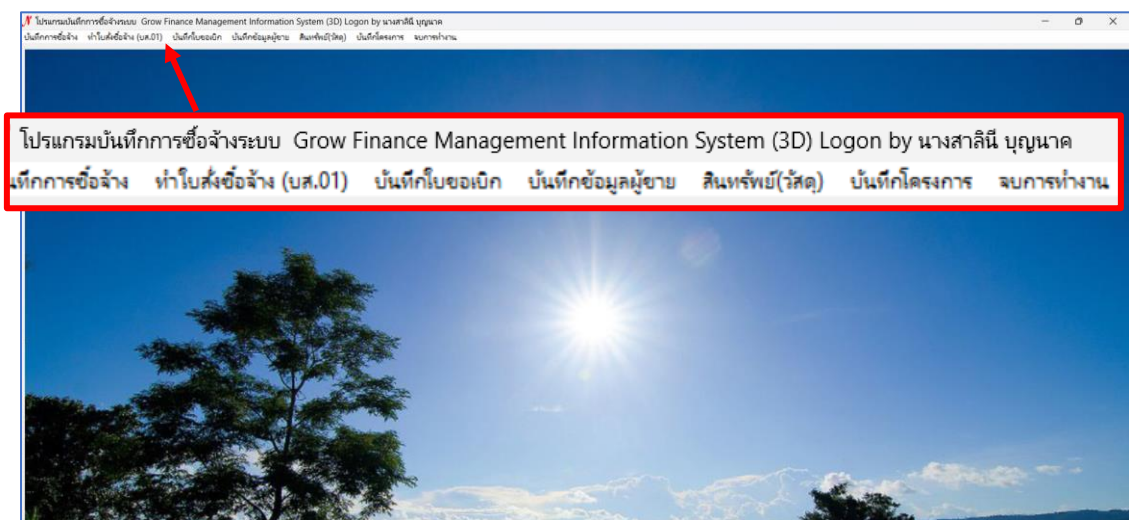 N โปรแกรมบันทึกการซื้อจ้างระบบ Grow Finance Management Information System (3D) Logon by นางสาลินี บุญนาค
บันทึกการซื้อจ้าง ทำใบสั่งซื้อจ้าง (บส.01) บันทึกใบขอเบิก บันทึกข้อมูลผู้ขาย สินทรัพย์(วัสดุ) บันทึกโครงการ จบการทำงาน
โปรแกรมบันทึกการซื้อจ้างระบบ Grow Finance Management Information System (3D) Logon by นางสาลินี บุญนาค
นทึกการซื้อจ้าง ทำใบสั่งซื้อจ้าง (บส.01) บันทึกใบขอเบิก บันทึกข้อมูลผู้ขาย สินทรัพย์(วัสดุ) บันทึกโครงการ จบการทำงาน